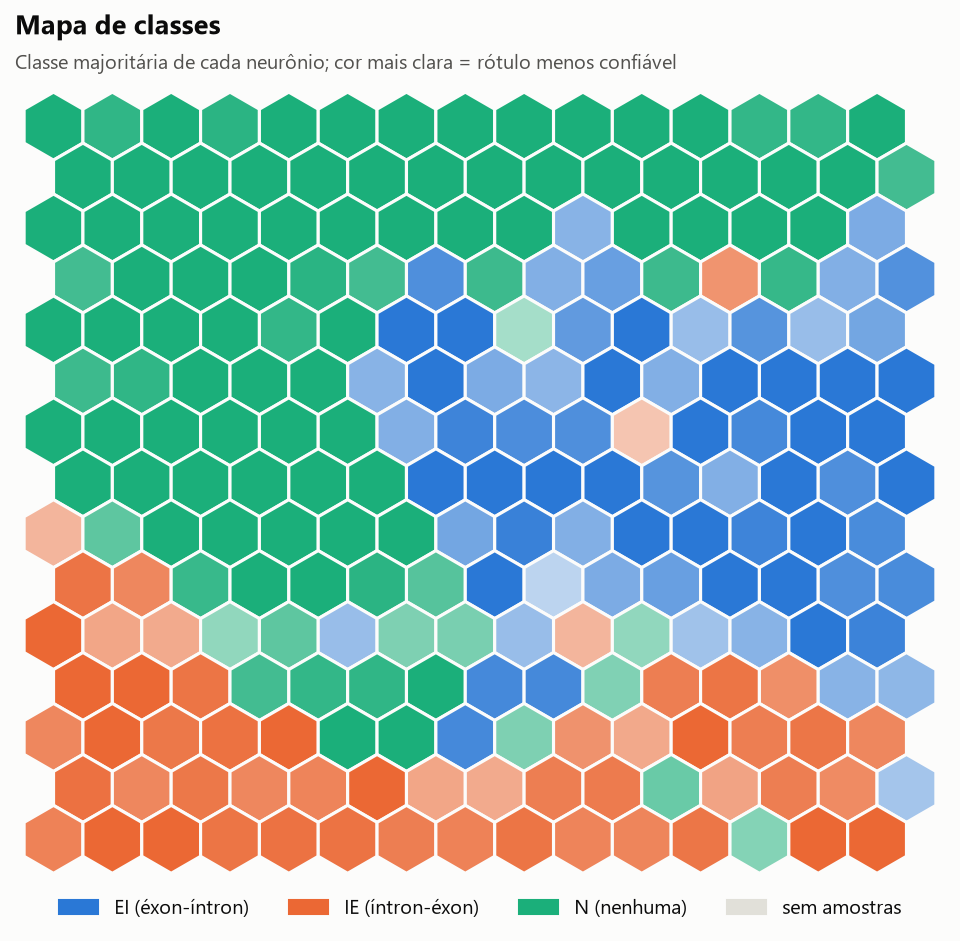 Mapa de classes
Classe majoritária de cada neurônio; cor mais clara = rótulo menos confiável
EI (éxon-íntron)
IE (íntron-éxon)
N (nenhuma)
sem amostras